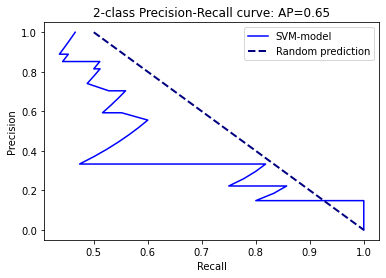 2-class Precision-Recall curve: AP=0.65
SVM-model
Random prediction
Precision
1.0
0.8
0.6
0.4
0.2
0.0
0.5 0.6 0.7 0.8 0.9 1.0
Recall